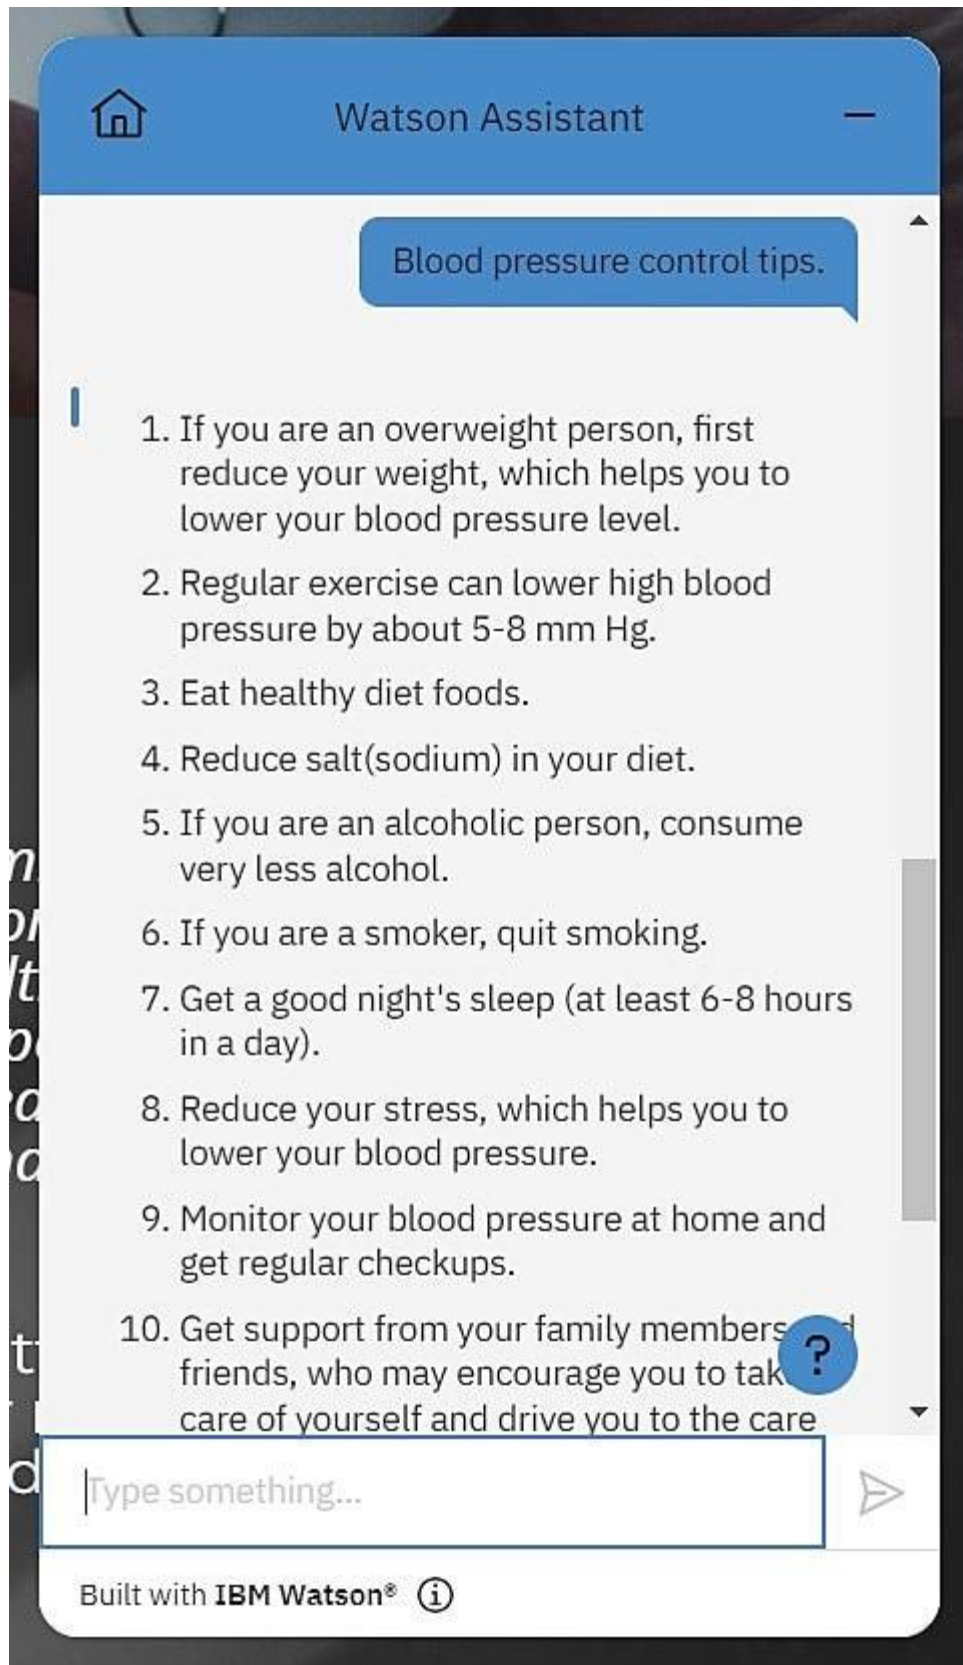 Watson Assistant
Blood pressure control tips.
1. If you are an overweight person, first
reduce your weight, which helps you to
lower your blood pressure level.
2. Regular exercise can lower high blood
pressure by about 5-8 mm Hg.
3. Eat healthy diet foods.
4. Reduce salt(sodium) in your diet.
5. If you are an alcoholic person, consume
very less alcohol.
6. If you are a smoker, quit smoking.
7. Get a good night's sleep (at least 6-8 hours
in a day).
8. Reduce your stress, which helps you to
lower your blood pressure.
9. Monitor your blood pressure at home and
get regular checkups.
10. Get support from your family members
?
friends, who may encourage you to
care of yourself and drive you to the care
Type something...
Built with IBM Watson®